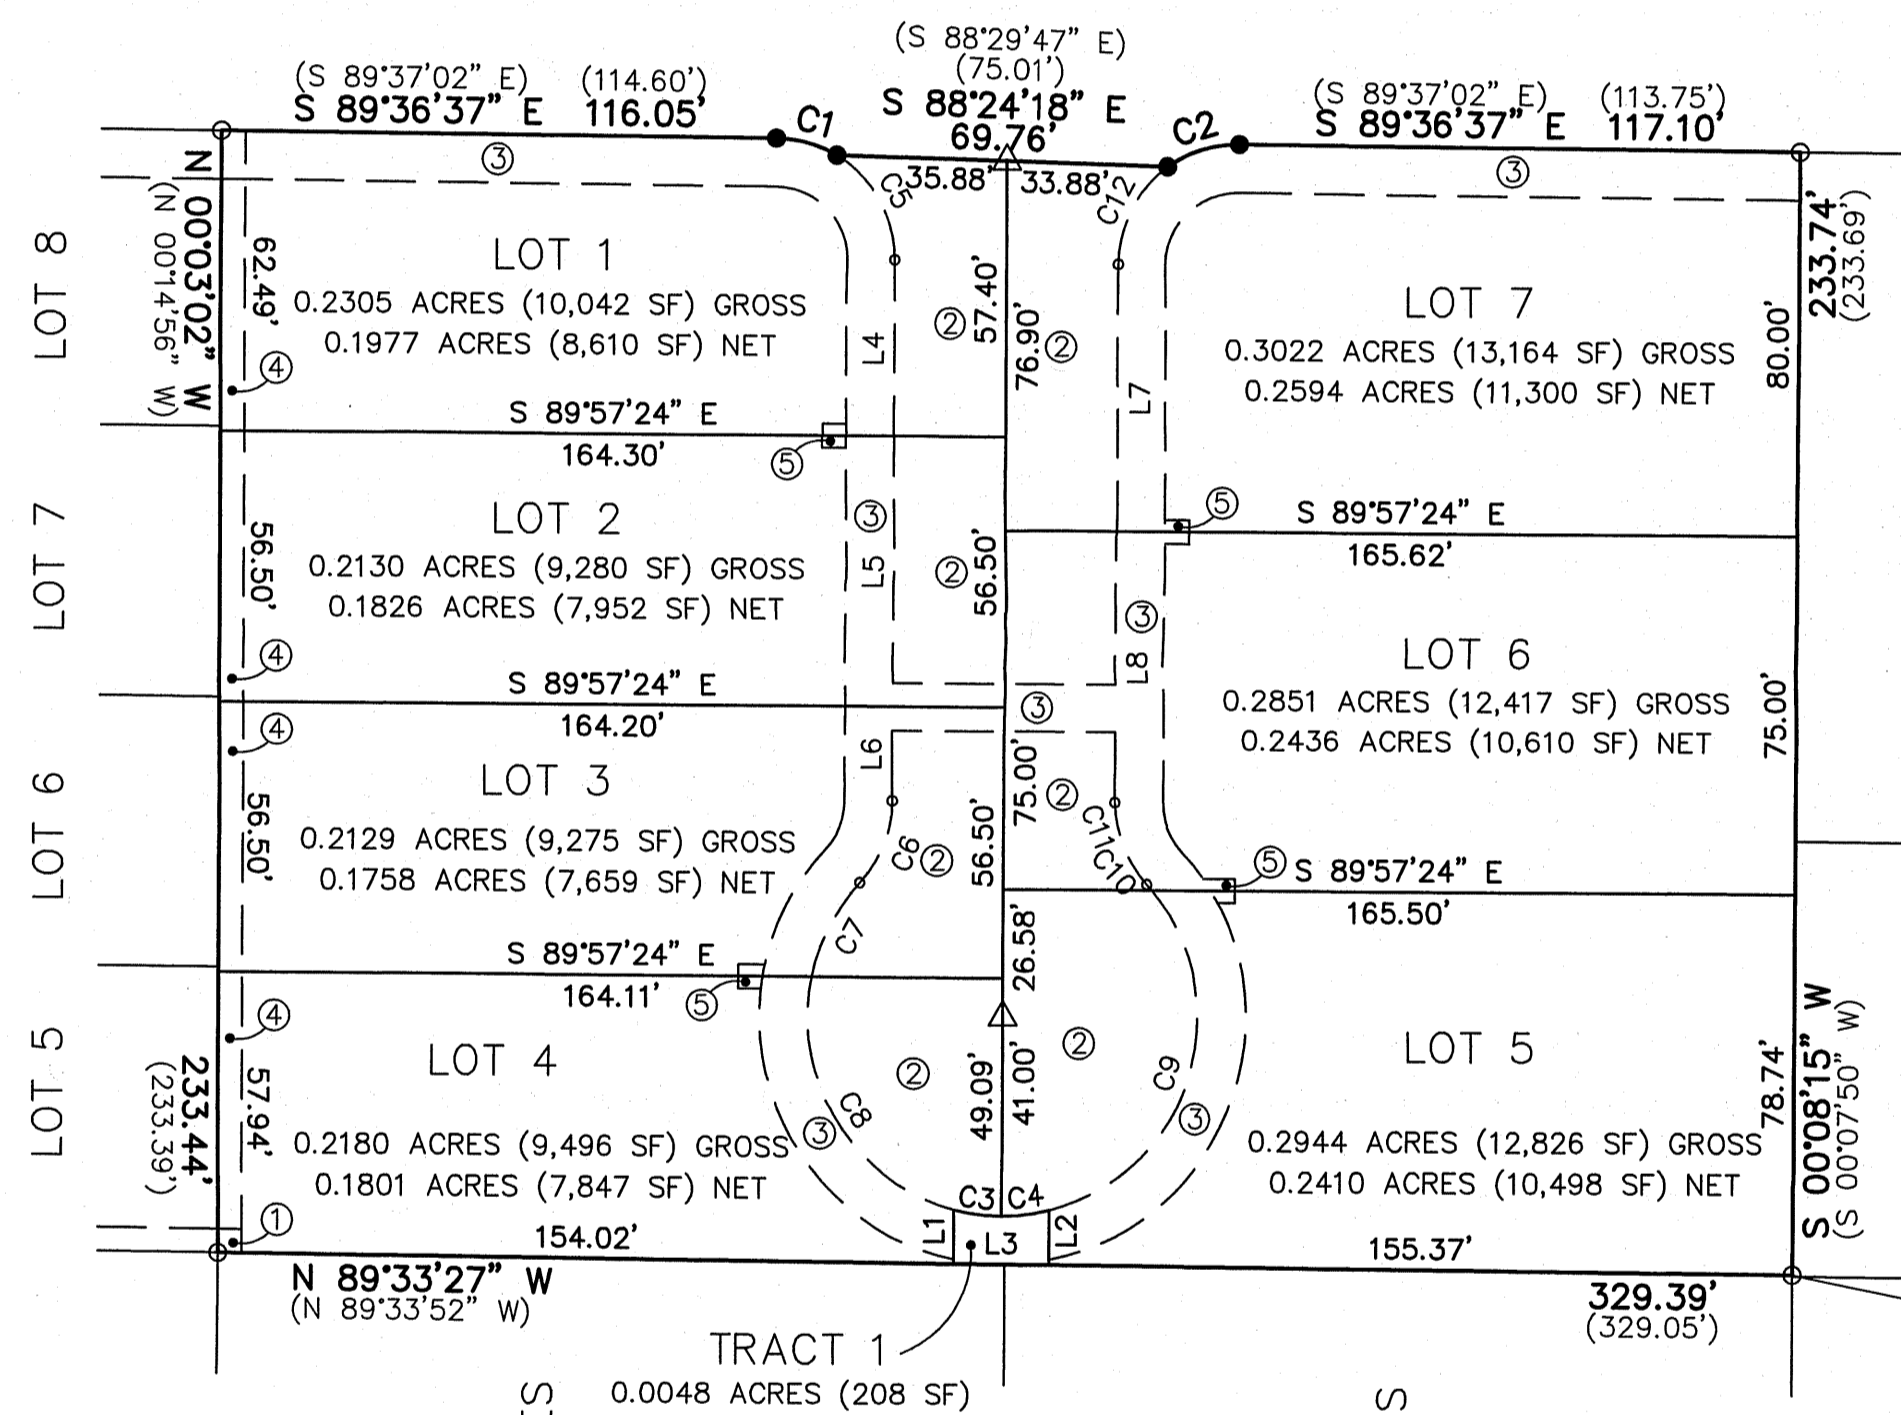 (S 88°29'47" E)
(75.01')
S 88°24'18" E
69.76'
(S 89°37'02" E) (114.60')
S 89°36'37" E 116.05'
C1
C2
(S 89°37'02" E) (113.75')
S 89°36'37" E 117.10'
3
35.88' 33.88'
C5
C12
3
N 00°03'02" W
(N 00°14'56" W)
233.74'
(233.69')
LOT 8
62.49'
LOT 1
0.2305 ACRES (10,042 SF) GROSS
0.1977 ACRES (8,610 SF) NET
4
L4
2
57.40'
76.90'
2
L7
LOT 7
0.3022 ACRES (13,164 SF) GROSS
0.2594 ACRES (11,300 SF) NET
80.00'
S 89°57'24" E
164.30'
5
LOT 7
56.50'
LOT 2
0.2130 ACRES (9,280 SF) GROSS
0.1826 ACRES (7,952 SF) NET
4
3
L5
2
56.50'
5
S 89°57'24" E
165.62'
3
L8
LOT 6
0.2851 ACRES (12,417 SF) GROSS
0.2436 ACRES (10,610 SF) NET
75.00'
S 89°57'24" E
164.20'
3
4
LOT 6
56.50'
LOT 3
0.2129 ACRES (9,275 SF) GROSS
0.1758 ACRES (7,659 SF) NET
L6
C6
2
56.50'
75.00'
2
C11
C10
5
S 89°57'24" E
165.50'
C7
S 89°57'24" E
164.11'
5
26.58'
LOT 5
4
57.94'
233.44'
(233.39')
LOT 4
0.2180 ACRES (9,496 SF) GROSS
0.1801 ACRES (7,847 SF) NET
1
154.02'
3
C8
2
49.09'
41.00'
2
C9
3
LOT 5
0.2944 ACRES (12,826 SF) GROSS
0.2410 ACRES (10,498 SF) NET
78.74'
S 00°08'15" W
(S 00°07'50" W)
C3 C4
L1
L3
L2
155.37'
N 89°33'27" W
(N 89°33'52" W)
329.39'
(329.05')
TRACT 1
0.0048 ACRES (208 SF)
S